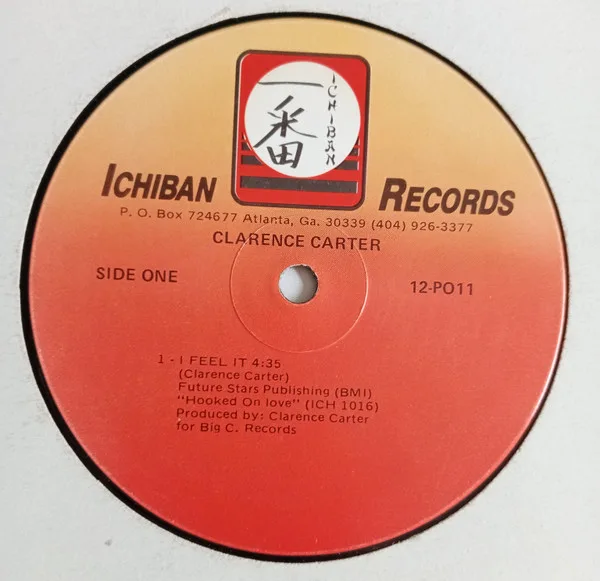 一番
ICHIBAN
ICHIBAN RECORDS
P. O. Box 724677 Atlanta, Ga. 30339 (404) 926-3377
CLARENCE CARTER
SIDE ONE
12-PO11
1 - I FEEL IT 4:35
(Clarence Carter)
Future Stars Publishing (BMI)
"Hooked On love" (ICH 1016)
Produced by: Clarence Carter
for Big C. Records